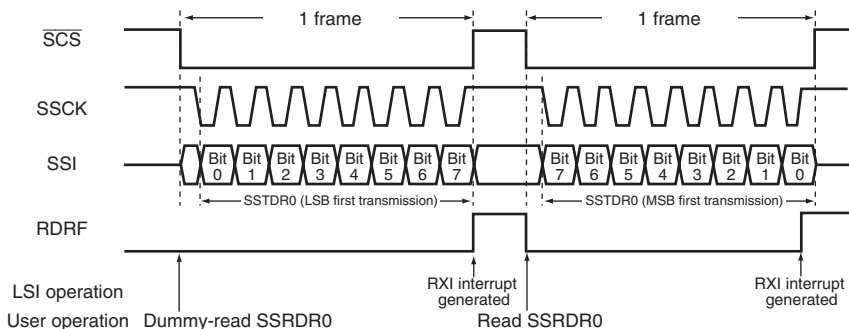 1 frame 1 frame
SCS
SSCK
SSI
Bit 0 Bit 1 Bit 2 Bit 3 Bit 4 Bit 5 Bit 6 Bit 7 Bit 7 Bit 6 Bit 5 Bit 4 Bit 3 Bit 2 Bit 1 Bit 0
SSTDR0 (LSB first transmission) SSTDR0 (MSB first transmission)
RDRF
LSI operation
RXI interrupt generated
RXI interrupt generated
User operation Dummy-read SSRDR0 Read SSRDR0